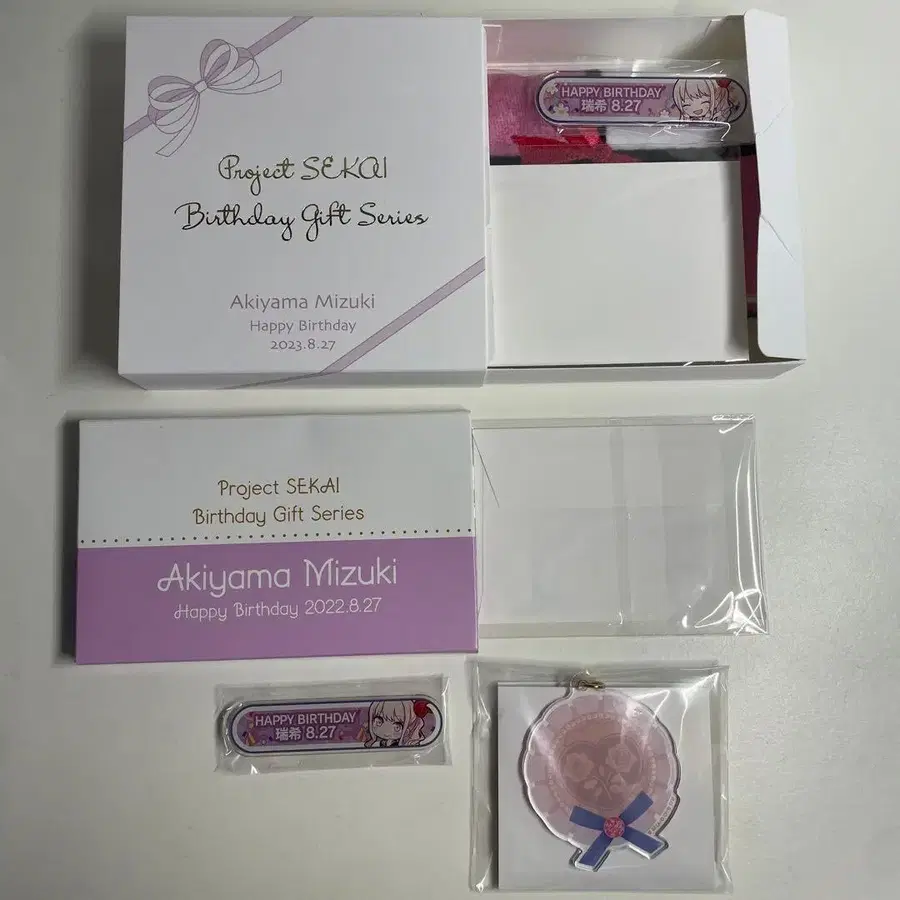 Project SEKAI
Birthday Gift Series
Akiyama Mizuki
Happy Birthday
2023.8.27
HAPPY BIRTHDAY
瑞希 8.27
Project SEKAI
Birthday Gift Series
Akiyama Mizuki
Happy Birthday 2022.8.27
HAPPY BIRTHDAY
瑞希 8.27